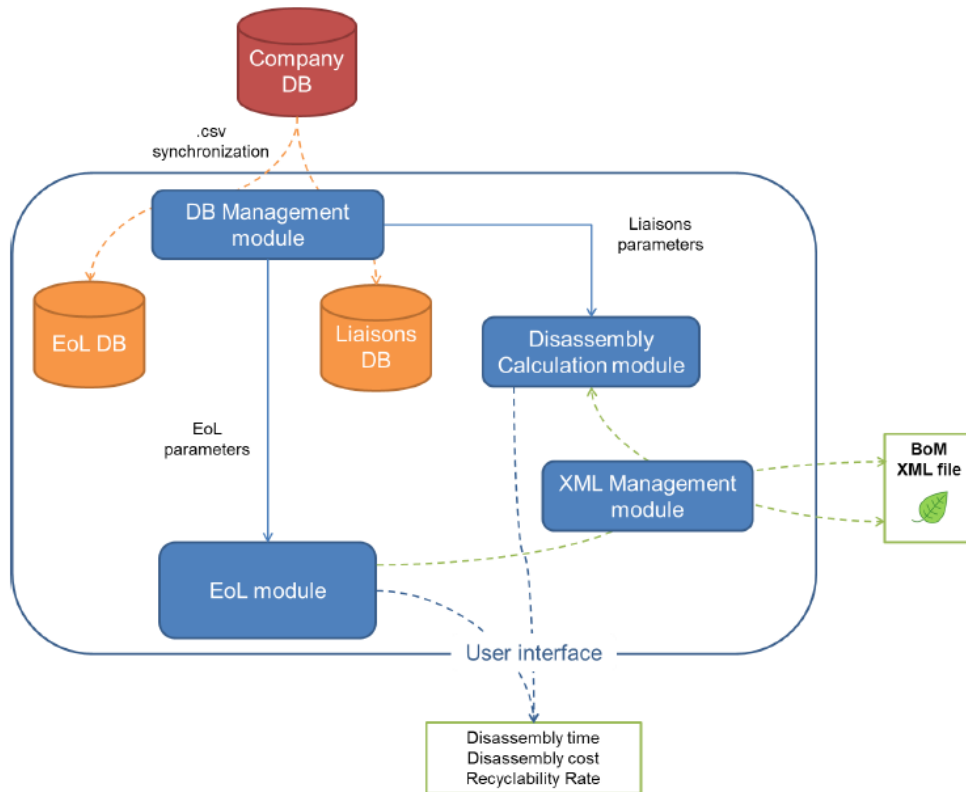 Company
DB
.csv
synchronization
DB Management
module
Liaisons
parameters
EoL DB
Liaisons
DB
Disassembly
Calculation module
EoL
parameters
BoM
XML file
XML Management
module
EoL module
User interface
Disassembly time
Disassembly cost
Recyclability Rate